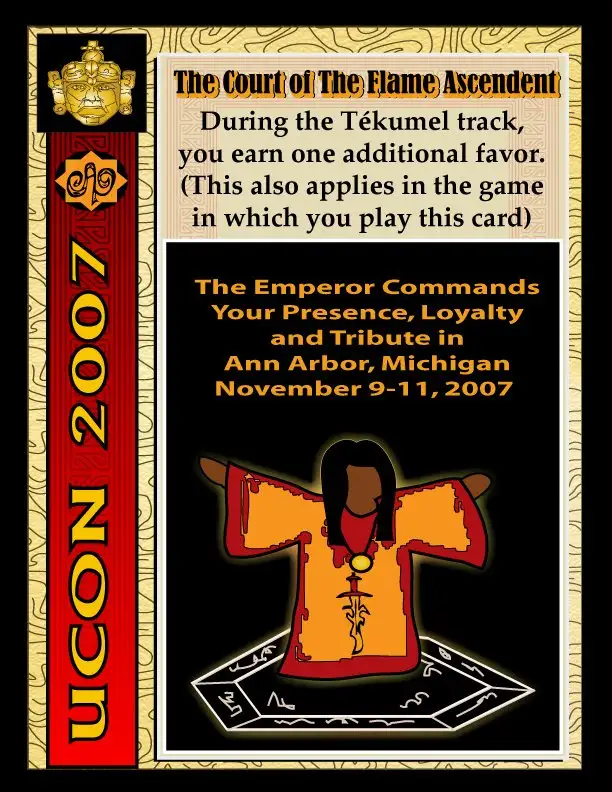 The Court of The Flame Ascendent
During the Tékumel track,
you earn one additional favor.
(This also applies in the game
in which you play this card)
The Emperor Commands
Your Presence, Loyalty
and Tribute in
Ann Arbor, Michigan
November 9-11, 2007
UCON 2007